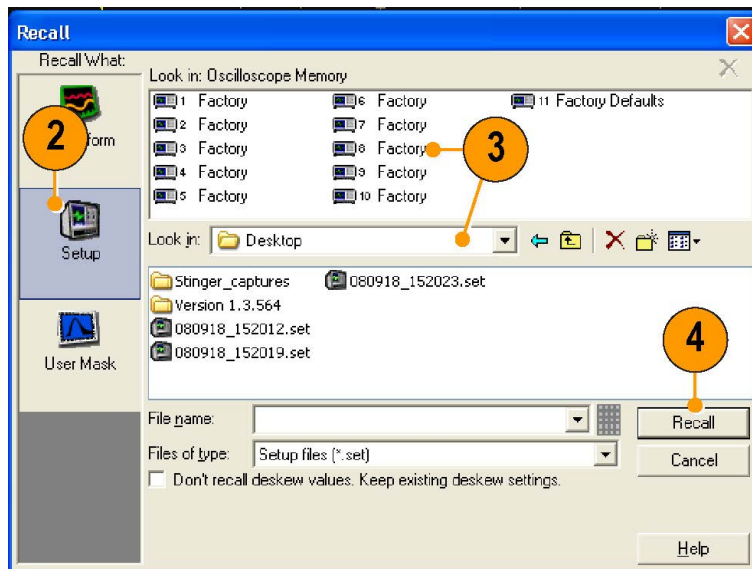 Recall
Recall What:
Look in: Oscilloscope Memory
1 Factory
2 Factory
3 Factory
4 Factory
5 Factory
6 Factory
7 Factory
8 Factory
9 Factory
10 Factory
11 Factory Defaults
form
2
3
Setup
Look in: Desktop
Stinger_captures
Version 1.3.564
080918_152012.set
080918_152019.set
080918_152023.set
User Mask
4
File name:
Recall
Files of type: Setup files (*.set)
Cancel
Don't recall deskew values. Keep existing deskew settings.
Help